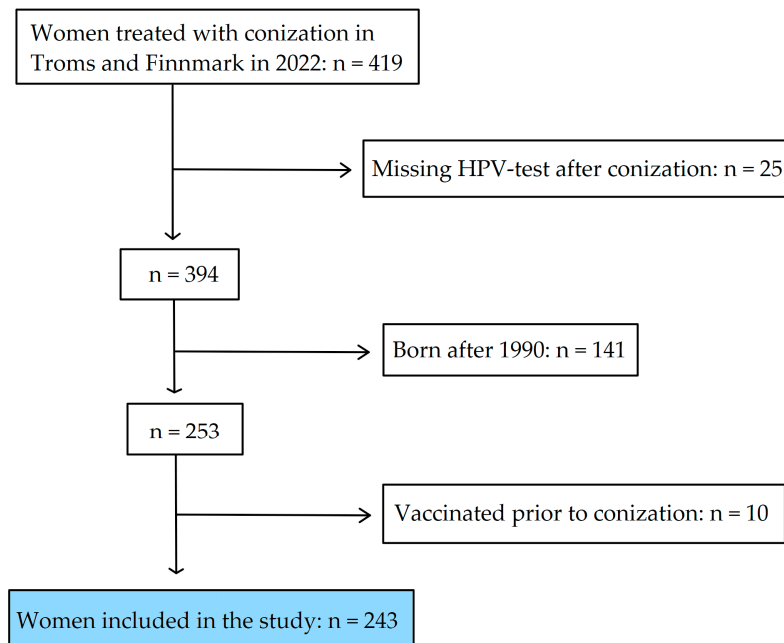 Women treated with conization in
Troms and Finnmark in 2022: n = 419
Missing HPV-test after conization: n = 25
n = 394
Born after 1990: n = 141
n = 253
Vaccinated prior to conization: n = 10
Women included in the study: n = 243